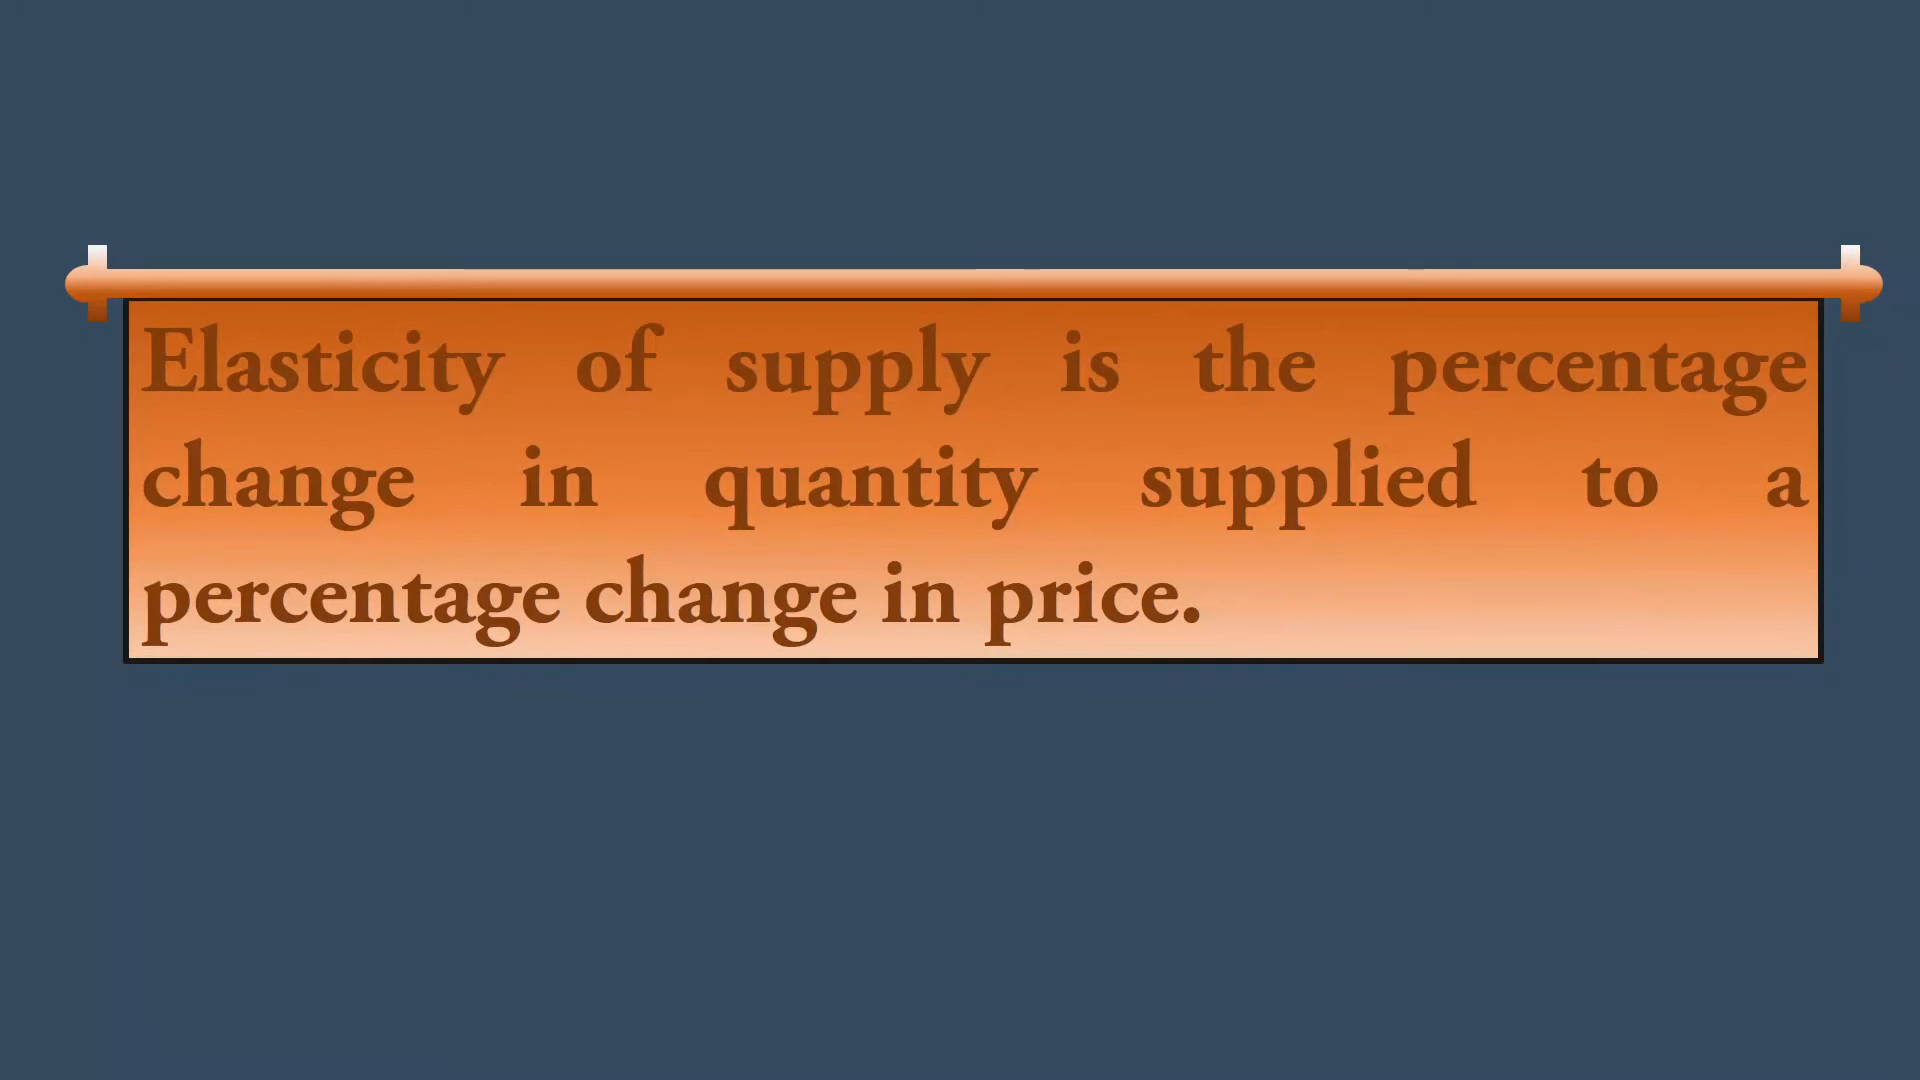 Elasticity of supply is the percentage
change in quantity supplied to a
percentage change in price.